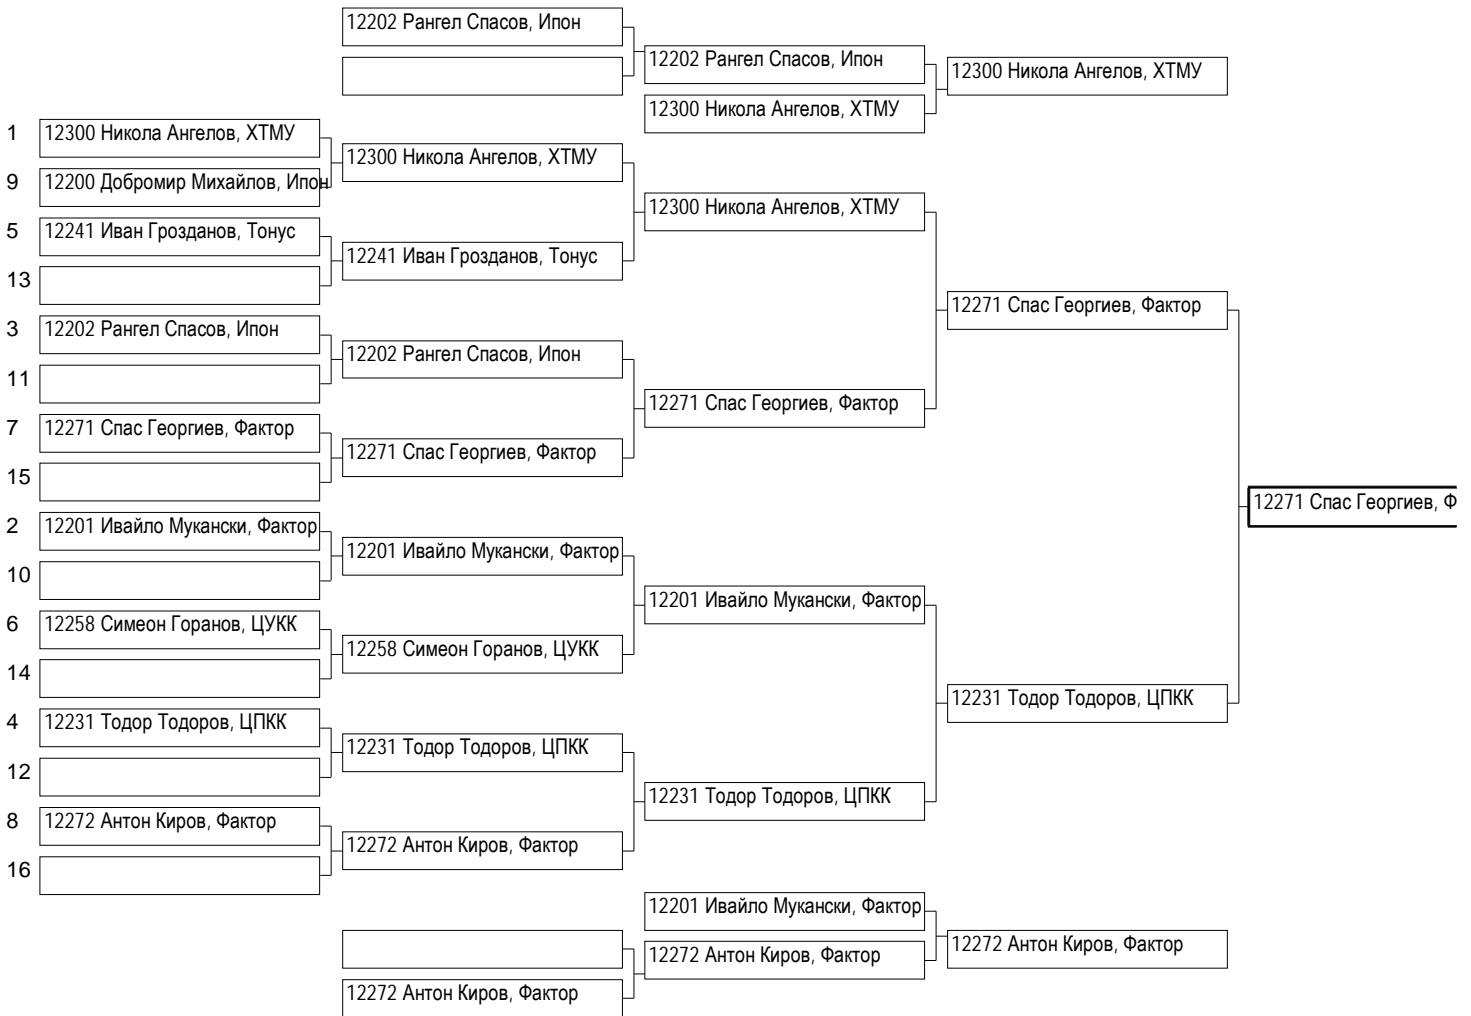 12202 Рангел Спасов, Ипон
12202 Рангел Спасов, Ипон
12300 Никола Ангелов, ХТМУ
12300 Никола Ангелов, ХТМУ
1 12300 Никола Ангелов, ХТМУ
12300 Никола Ангелов, ХТМУ
9 12200 Добромир Михайлов, Ипон
12300 Никола Ангелов, ХТМУ
5 12241 Иван Грозданов, Тонус
12241 Иван Грозданов, Тонус
13
12271 Спас Георгиев, Фактор
3 12202 Рангел Спасов, Ипон
12202 Рангел Спасов, Ипон
11
12271 Спас Георгиев, Фактор
7 12271 Спас Георгиев, Фактор
12271 Спас Георгиев, Фактор
15
12271 Спас Георгиев, Ф
2 12201 Ивайло Мукански, Фактор
12201 Ивайло Мукански, Фактор
10
12201 Ивайло Мукански, Фактор
6 12258 Симеон Горанов, ЦУКК
12258 Симеон Горанов, ЦУКК
14
12231 Тодор Тодоров, ЦПКК
4 12231 Тодор Тодоров, ЦПКК
12231 Тодор Тодоров, ЦПКК
12
12231 Тодор Тодоров, ЦПКК
8 12272 Антон Киров, Фактор
12272 Антон Киров, Фактор
16
12201 Ивайло Мукански, Фактор
12272 Антон Киров, Фактор
12272 Антон Киров, Фактор
12272 Антон Киров, Фактор